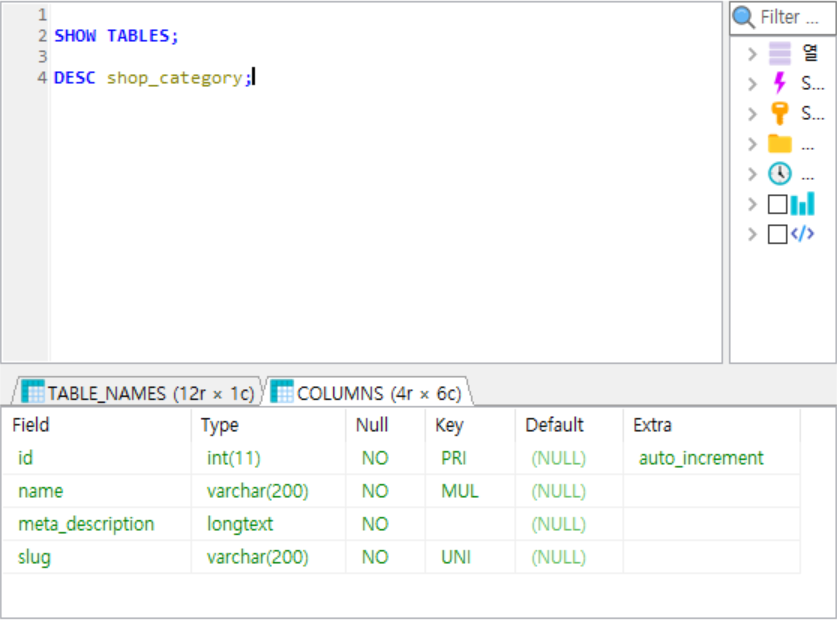 1
2 SHOW TABLES;
3
4 DESC shop_category;
Filter ...
열
S...
S...
...
...
TABLE_NAMES (12r × 1c) COLUMNS (4r × 6c)
Field Type Null Key Default Extra
id int(11) NO PRI (NULL) auto_increment
name varchar(200) NO MUL (NULL)
meta_description longtext NO (NULL)
slug varchar(200) NO UNI (NULL)